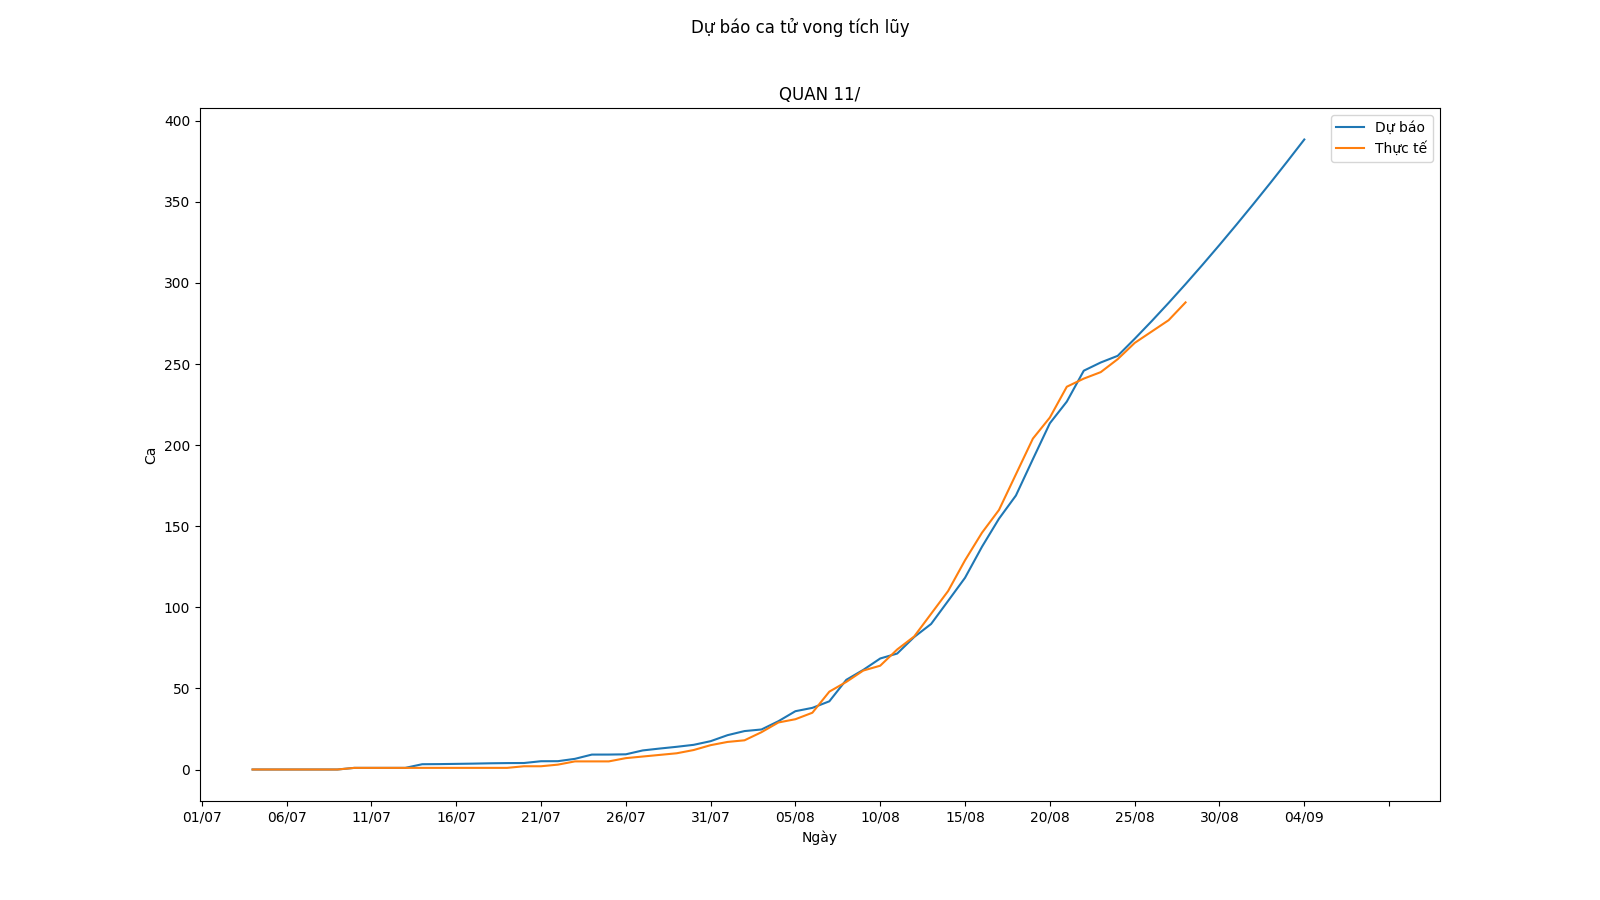 Dự báo ca tử vong tích lũy
QUAN 11/
Dự báo
Thực tế
400
350
300
250
200
150
100
50
0
Ca
01/07 06/07 11/07 16/07 21/07 26/07 31/07 05/08 10/08 15/08 20/08 25/08 30/08 04/09
Ngày